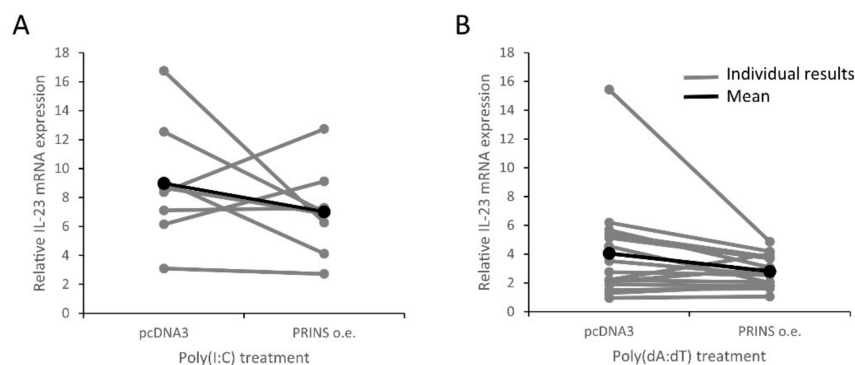 A
Relative IL-23 mRNA expression
18
16
14
12
10
8
6
4
2
0
pcDNA3 PRINS o.e.
Poly(I:C) treatment
B
Relative IL-23 mRNA expression
18
16
14
12
10
8
6
4
2
0
Individual results
Mean
pcDNA3 PRINS o.e.
Poly(dA:dT) treatment